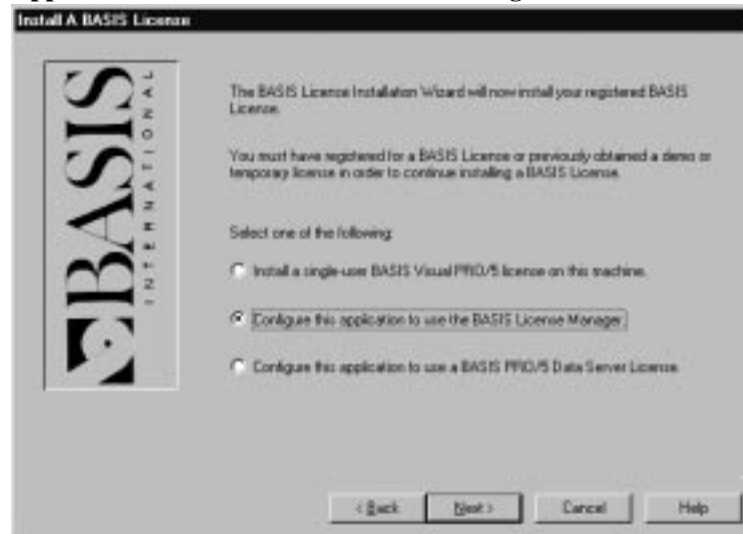 Install A BASIS License
BASIS
INTERNATIONAL
The BASIS License Installation Wizard will now install your registered BASIS
License.
You must have registered for a BASIS License or previously obtained a demo or
temporary license in order to continue installing a BASIS License.
Select one of the following:
Install a single-user BASIS Visual PRO/5 license on this machine.
Configure this application to use the BASIS License Manager.
Configure this application to use a BASIS PRO/5 Data Server License.
< Back
Next >
Cancel
Help